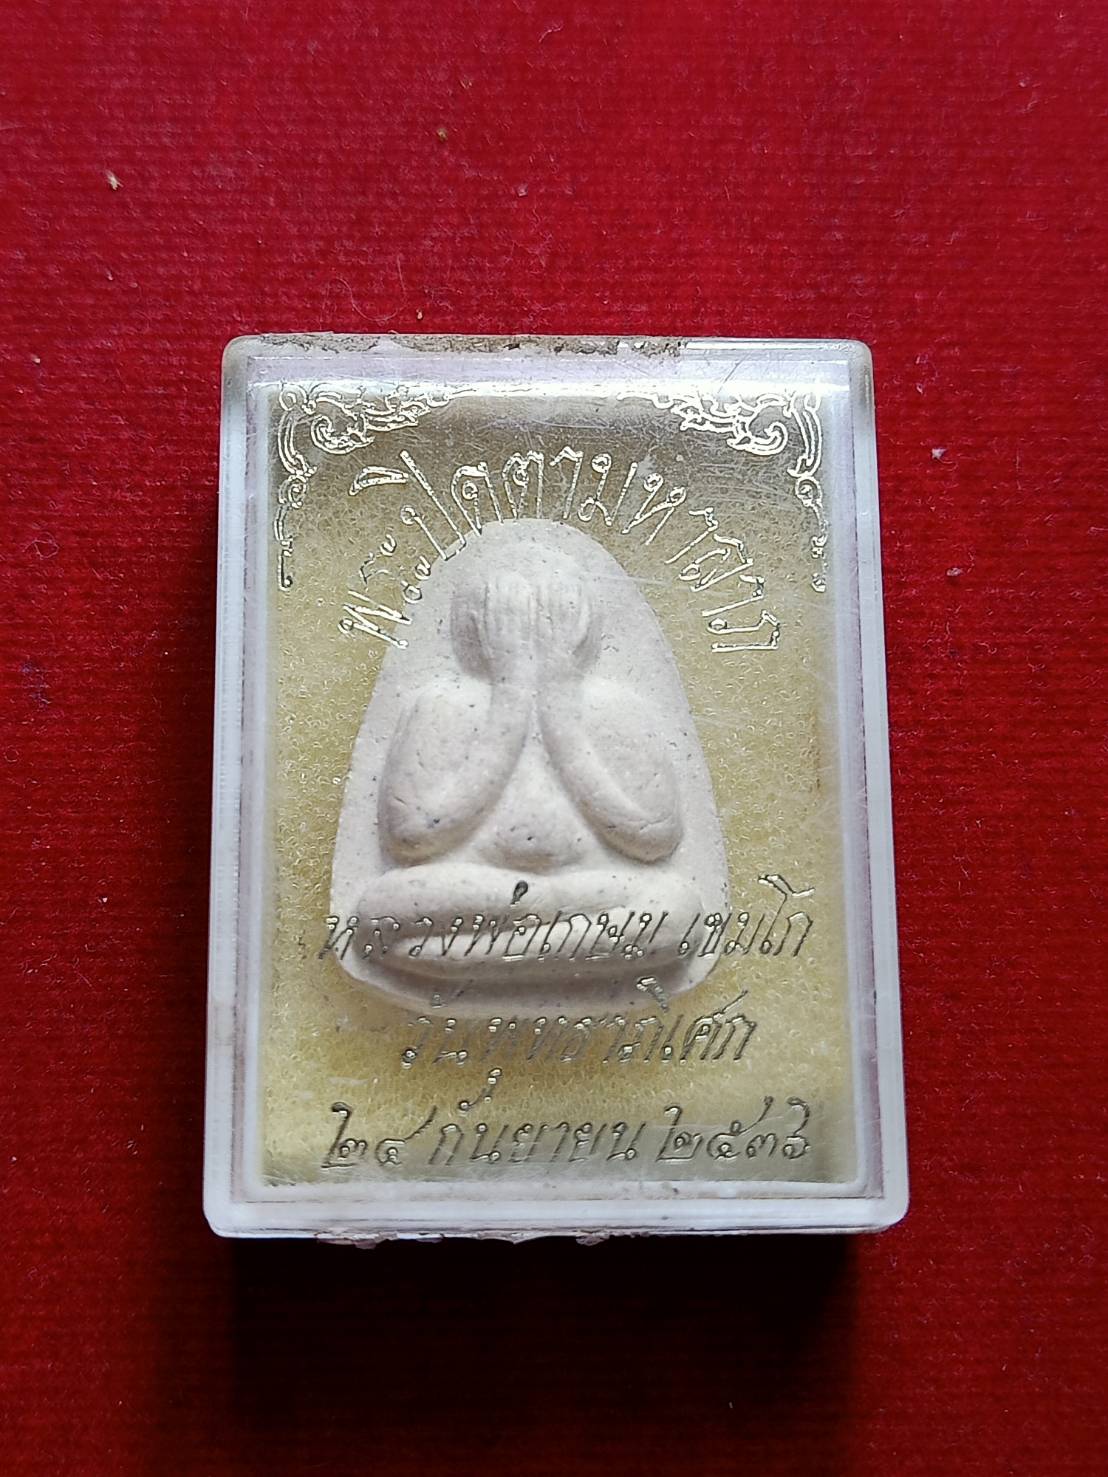 พระปิดตามหาลาภ
หลวงพ่อเกษม เขมโก
วันพุทธาภิเศก
๒๔ กันยายน ๒๕๓๖